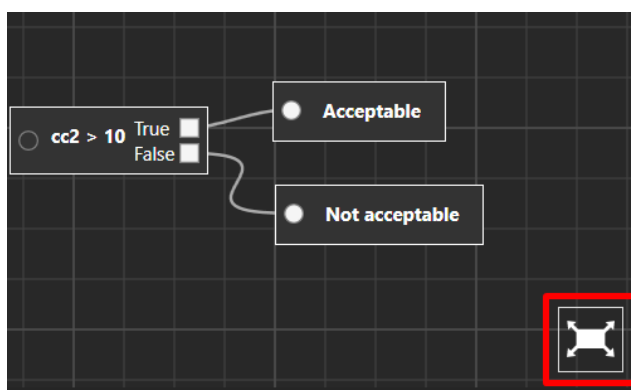 Acceptable
cc2 > 10
True
False
Not acceptable